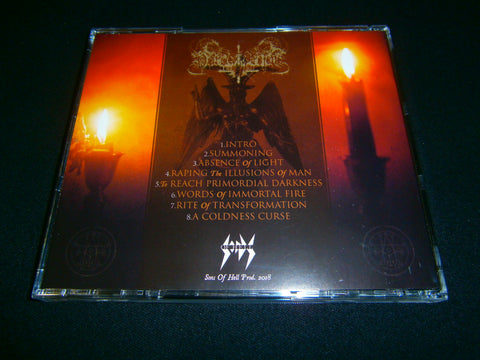 1.INTRO
2.SUMMONING
3.ABSENCE Of LIGHT
4.RAPING The ILLUSIONS Of MAN
5.To REACH PRIMORDIAL DARKNESS
6.WORDS Of IMMORTAL FIRE
7.RITE Of TRANSFORMATION
8.A COLDNESS CURSE
Sons Of Hell Prod. 2018